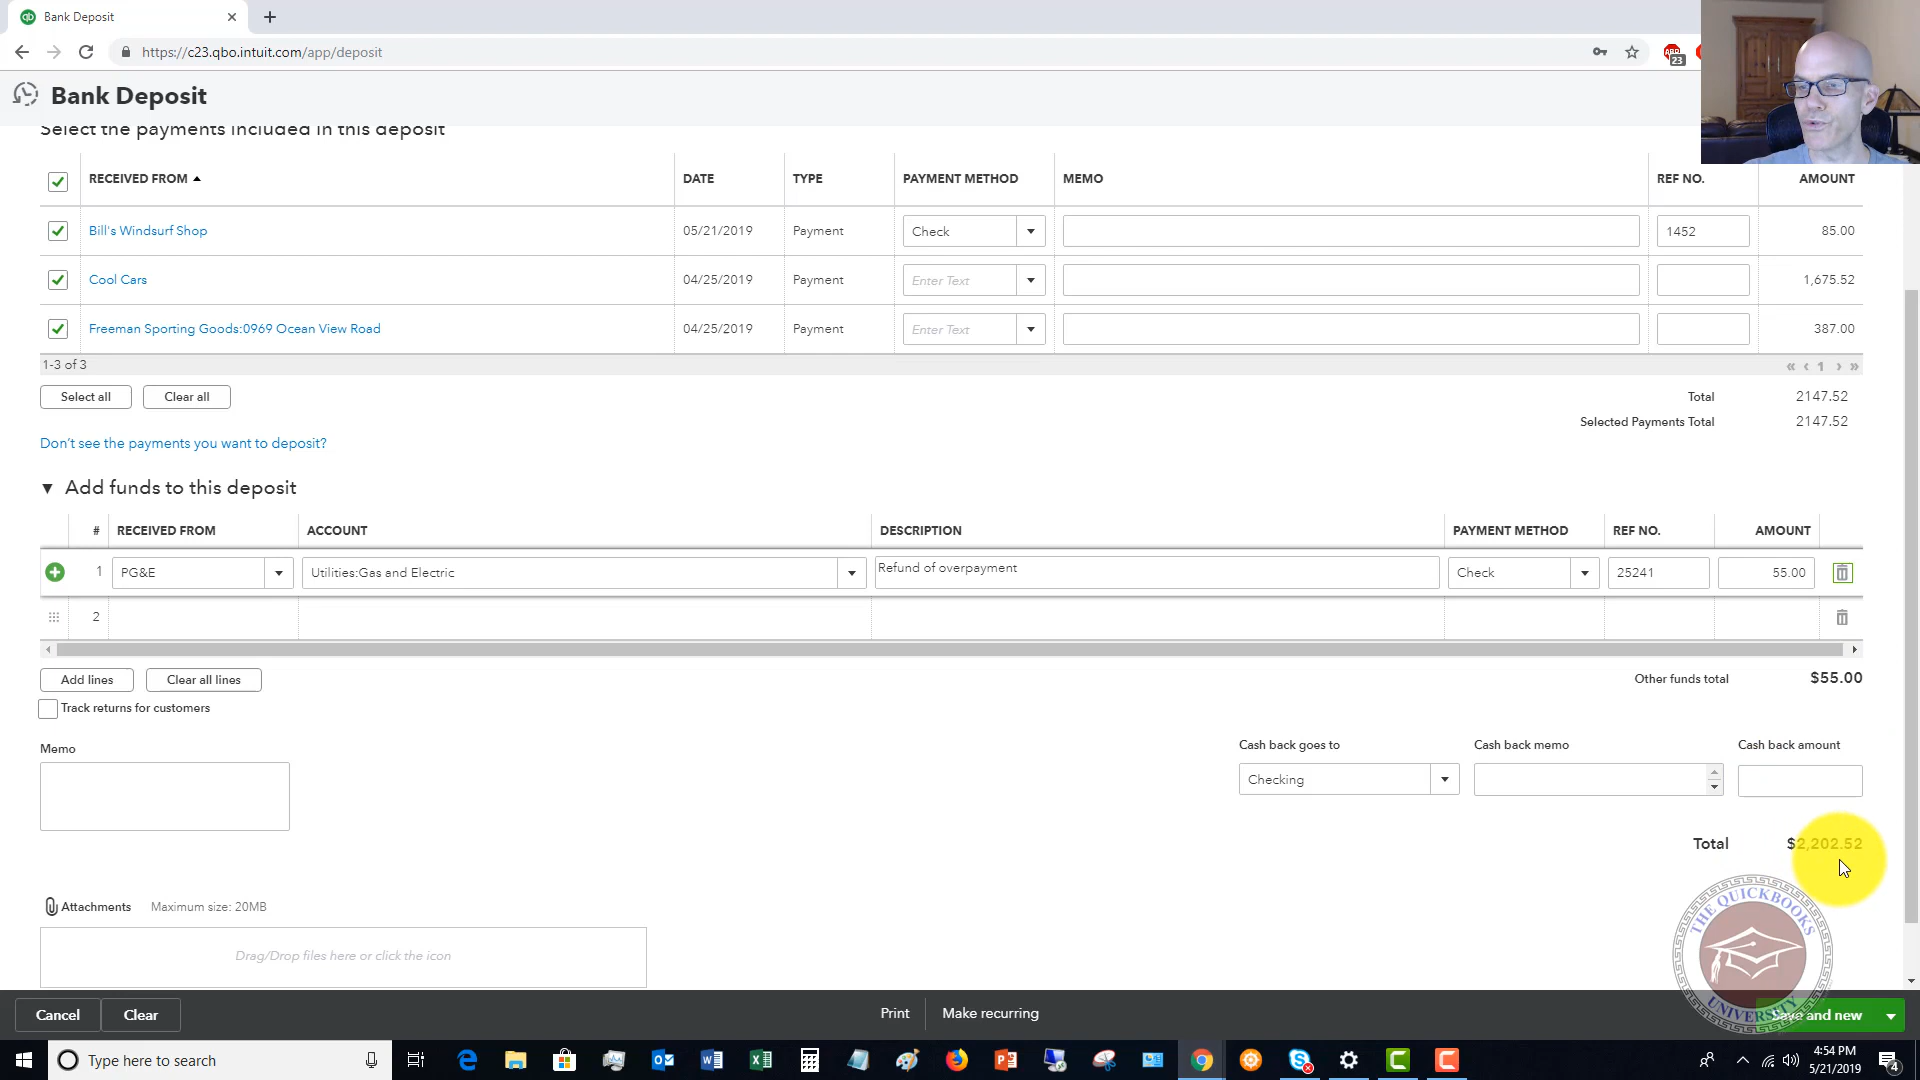 Bank Deposit
https://c23.qbo.intuit.com/app/deposit
ABP
23
Bank Deposit
Select the payments included in this deposit
RECEIVED FROM DATE TYPE PAYMENT METHOD MEMO REF NO. AMOUNT
Bill's Windsurf Shop 05/21/2019 Payment Check 1452 85.00
Cool Cars 04/25/2019 Payment Enter Text 1,675.52
Freeman Sporting Goods:0969 Ocean View Road 04/25/2019 Payment Enter Text 387.00
1-3 of 3 « ‹ 1 › »
Select all Clear all Total 2147.52
Selected Payments Total 2147.52
Don't see the payments you want to deposit?
Add funds to this deposit
# RECEIVED FROM ACCOUNT DESCRIPTION PAYMENT METHOD REF NO. AMOUNT
1 PG&E Utilities:Gas and Electric Refund of overpayment Check 25241 55.00
2
Add lines Clear all lines Other funds total $55.00
Track returns for customers
Memo Cash back goes to Cash back memo Cash back amount
Checking
Total $2,202.52
Attachments Maximum size: 20MB
Drag/Drop files here or click the icon
THE QUICKBOOKS
UNIVERSITY
Cancel Clear Print Make recurring Save and new
Type here to search
4:54 PM
5/21/2019
4